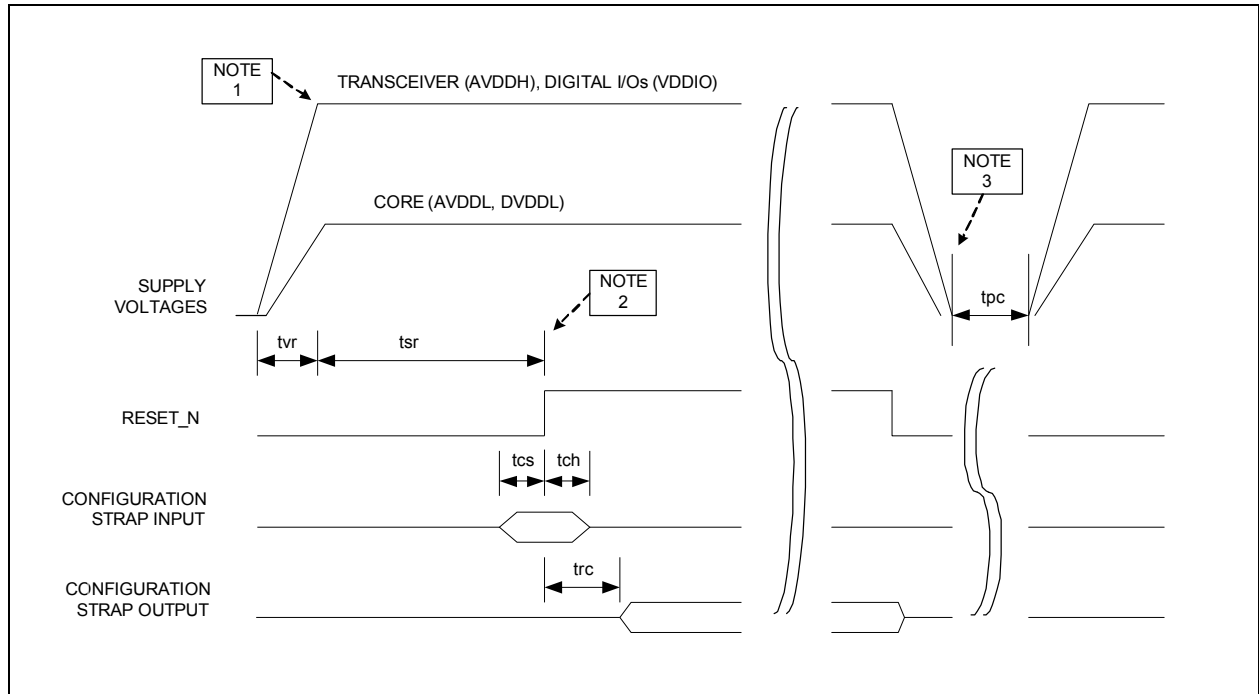 NOTE
1
TRANSCEIVER (AVDDH), DIGITAL I/Os (VDDIO)
NOTE
3
CORE (AVDDL, DVDDL)
SUPPLY
VOLTAGES
NOTE
2
tpc
tvr
tsr
RESET_N
tcs
tch
CONFIGURATION
STRAP INPUT
trc
CONFIGURATION
STRAP OUTPUT